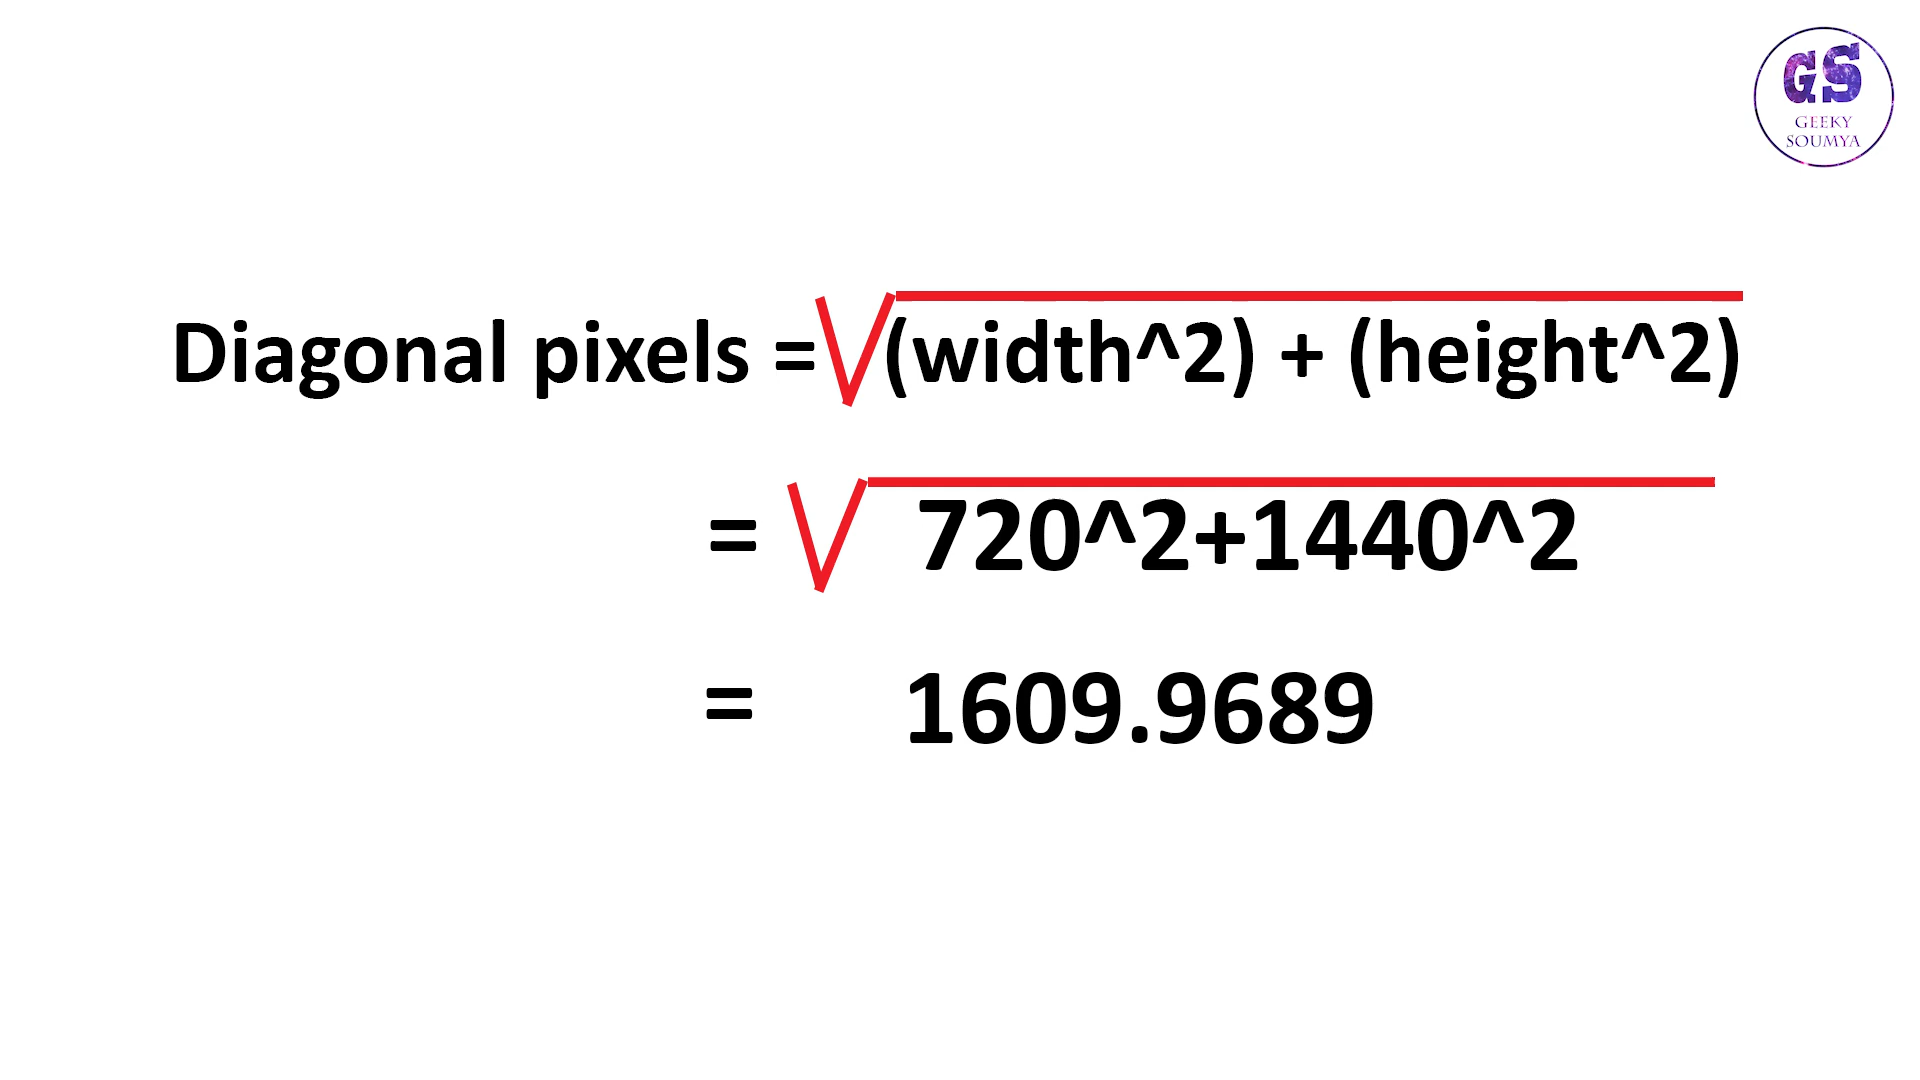 GS
GEEKY
SOUMYA
Diagonal pixels =√(width^2) + (height^2)
= √ 720^2+1440^2
= 1609.9689